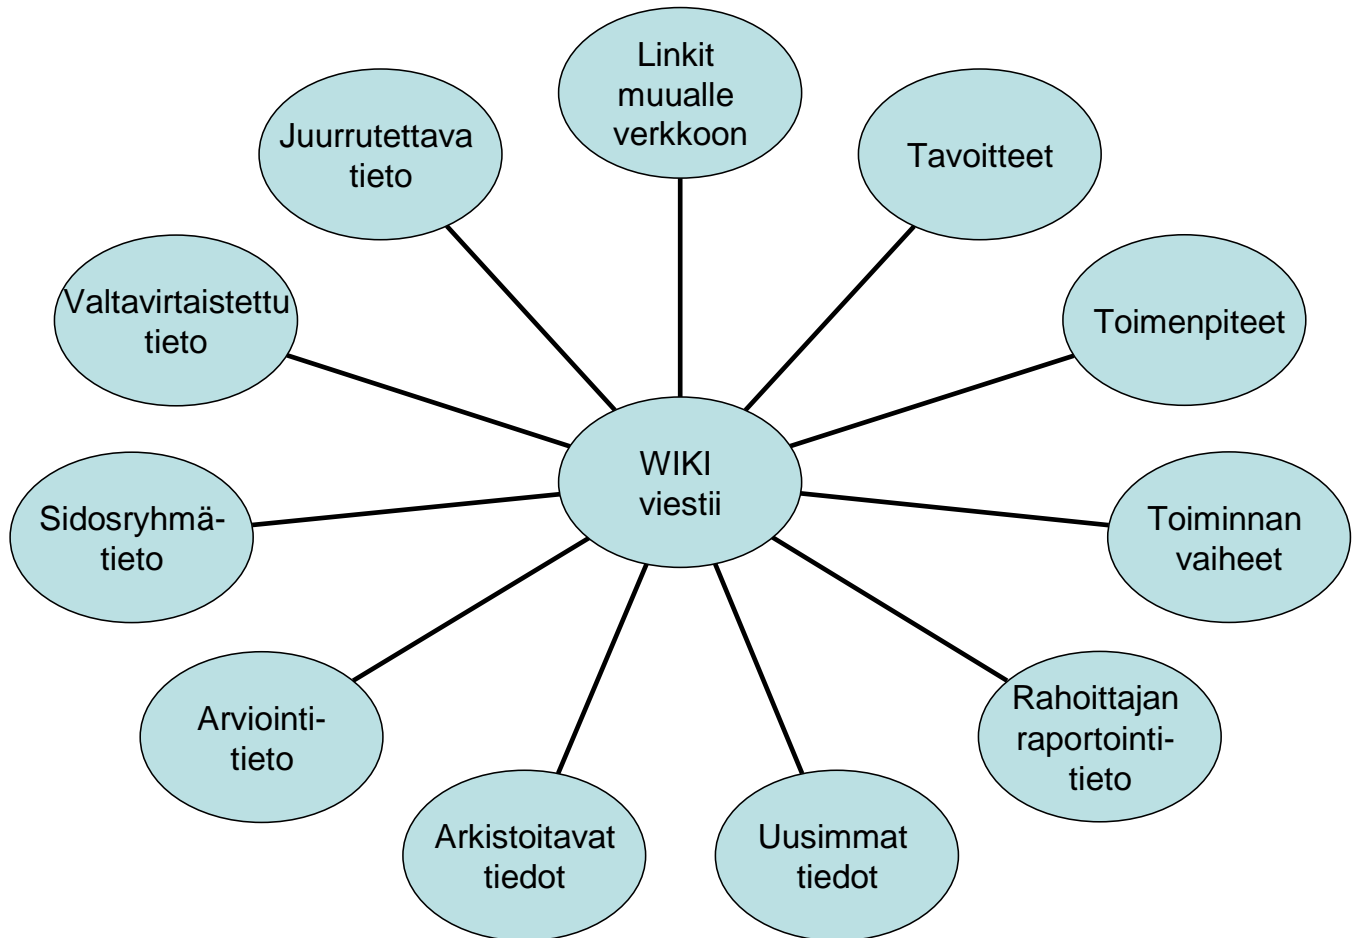 Linkit
muualle
verkkoon
Tavoitteet
Toimenpiteet
Toiminnan
vaiheet
Rahoittajan
raportointi-
tieto
Uusimmat
tiedot
Arkistoitavat
tiedot
Arviointi-
tieto
Sidosryhmä-
tieto
Valtavirtaistettu
tieto
Juurrutettava
tieto
WIKI
viestii